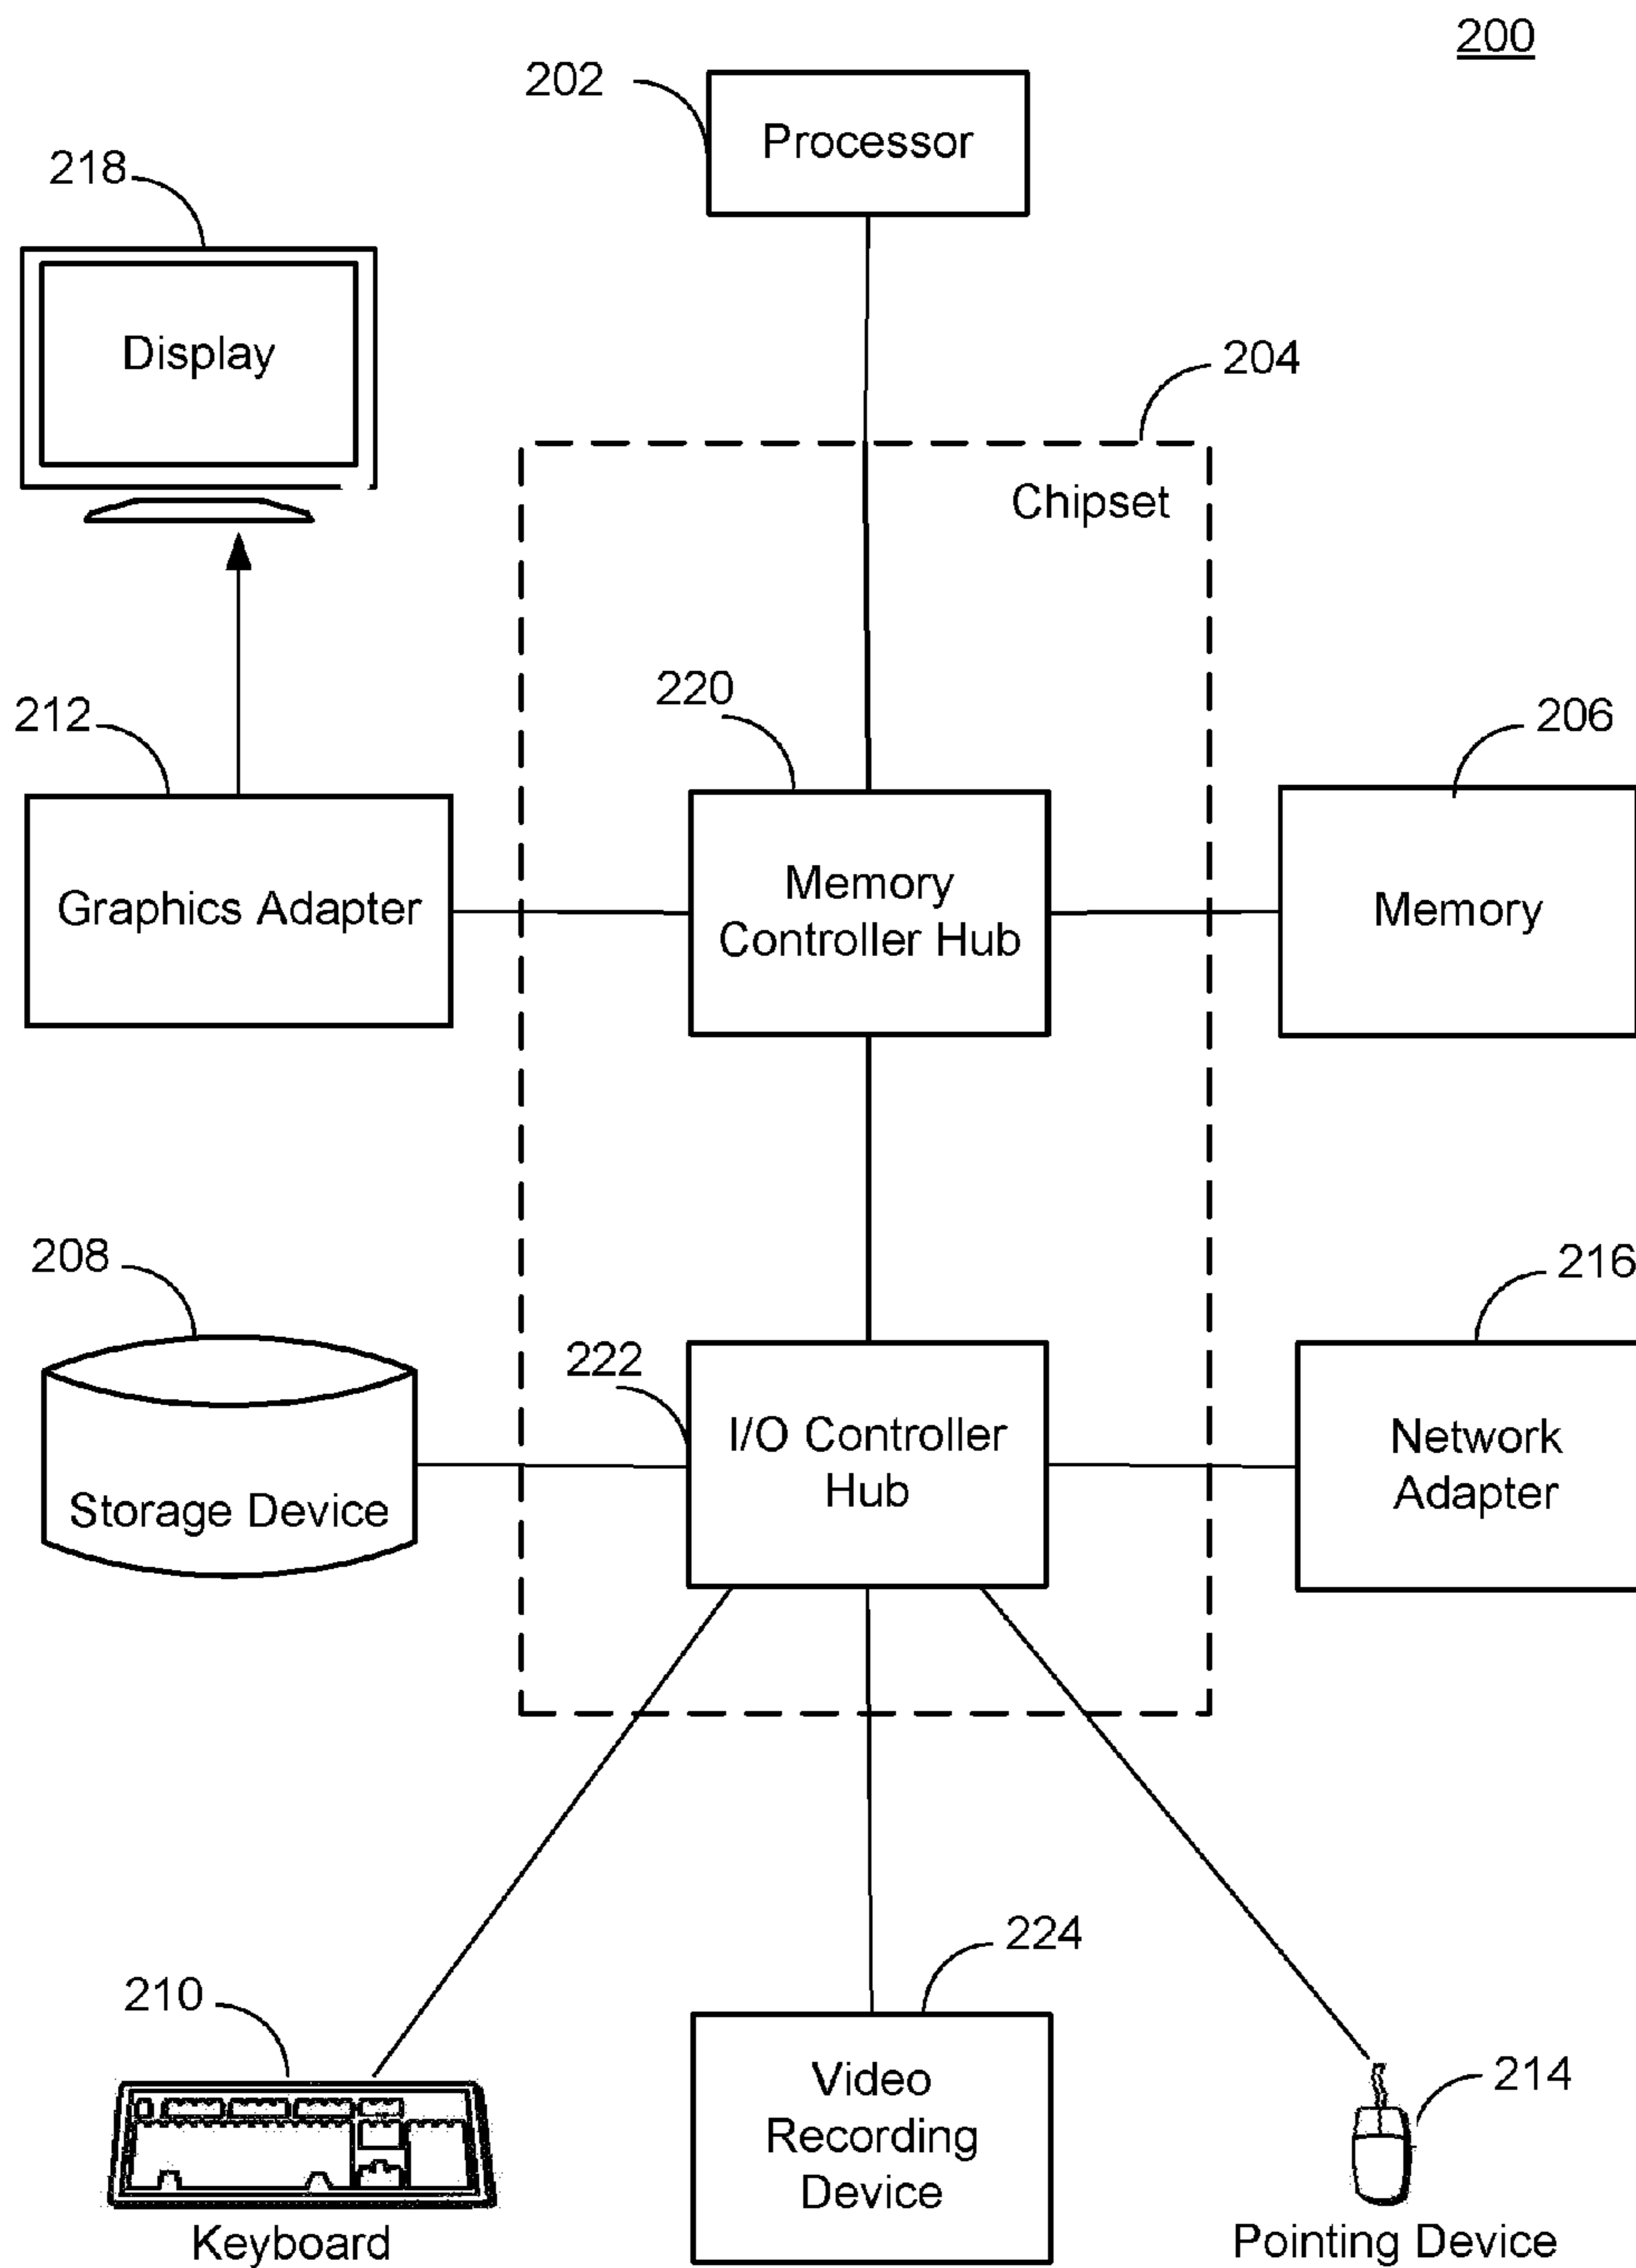 200
202
Processor
218
Display
204
Chipset
220
212
206
Graphics Adapter
Memory
Controller Hub
Memory
208
216
222
Storage Device
I/O Controller
Hub
Network
Adapter
224
210
214
Video
Recording
Device
Keyboard
Pointing Device